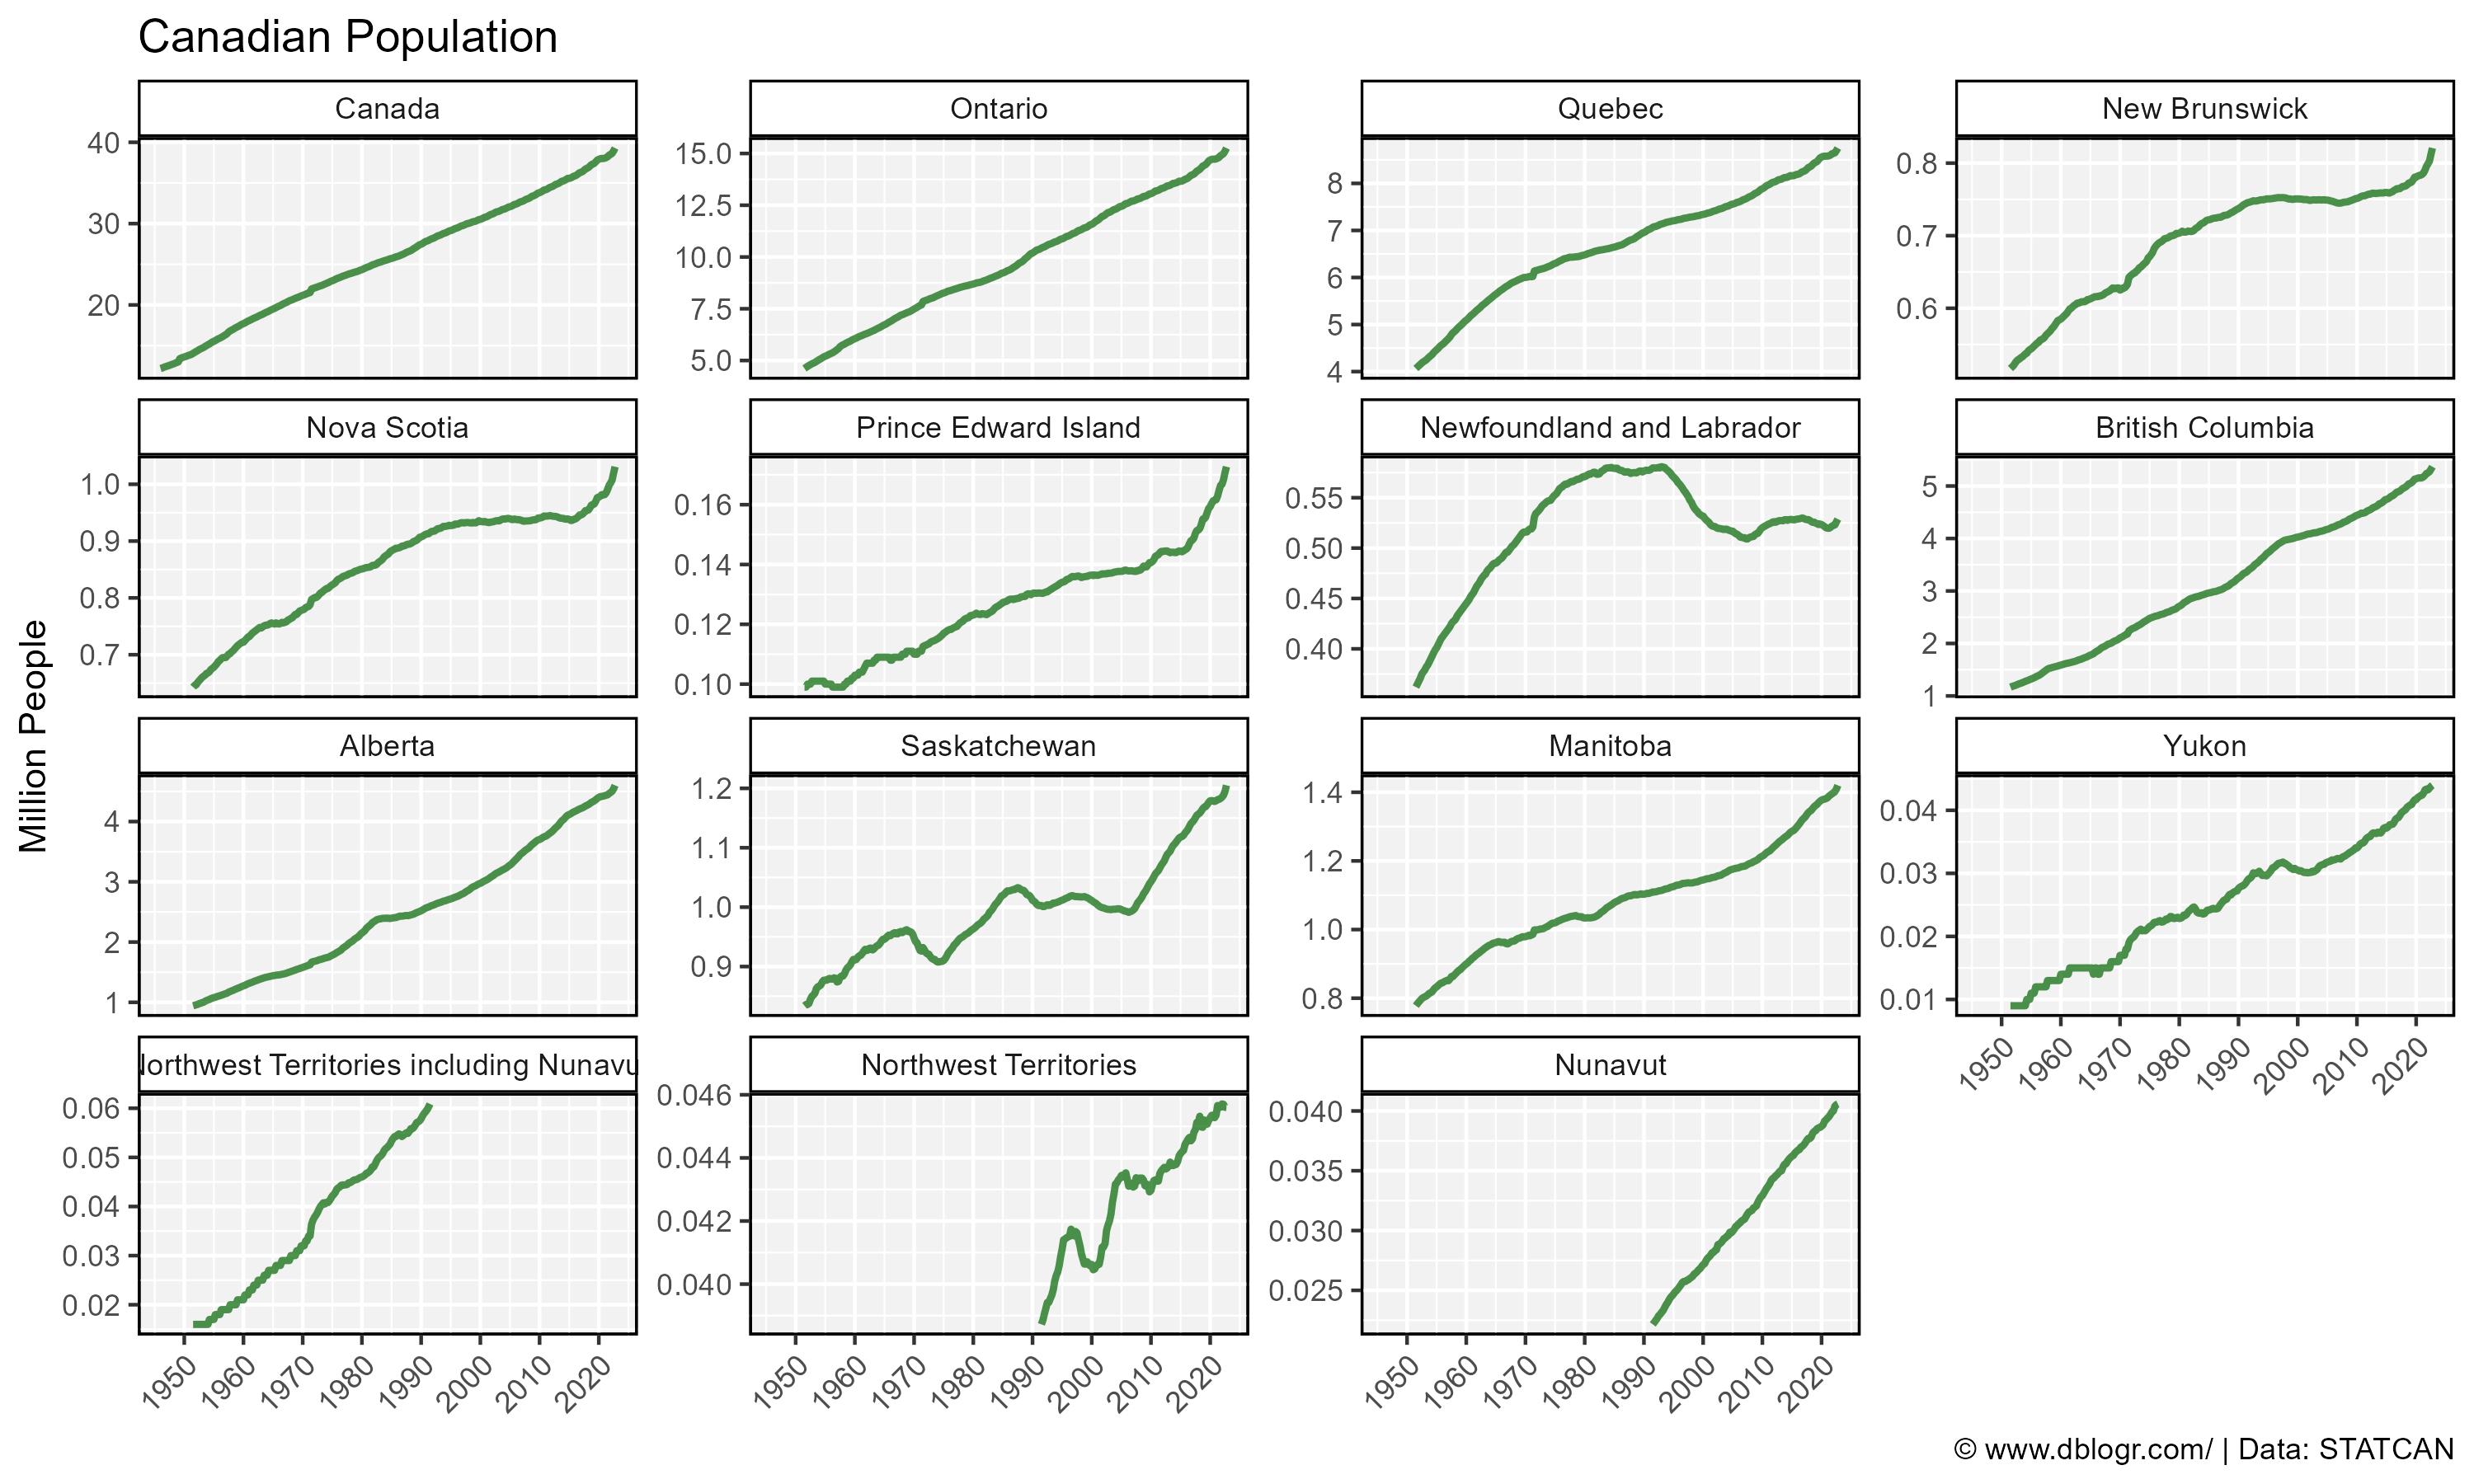 Canadian Population
Million People
Canada
40
30
20
Ontario
15.0
12.5
10.0
7.5
5.0
Quebec
8
7
6
5
4
New Brunswick
0.8
0.7
0.6
Nova Scotia
1.0
0.9
0.8
0.7
Prince Edward Island
0.16
0.14
0.12
0.10
Newfoundland and Labrador
0.55
0.50
0.45
0.40
British Columbia
5
4
3
2
1
Alberta
4
3
2
1
Saskatchewan
1.2
1.1
1.0
0.9
Manitoba
1.4
1.2
1.0
0.8
Yukon
0.04
0.03
0.02
0.01
1950 1960 1970 1980 1990 2000 2010 2020
orthwest Territories including Nunavu
0.06
0.05
0.04
0.03
0.02
1950 1960 1970 1980 1990 2000 2010 2020
Northwest Territories
0.046
0.044
0.042
0.040
1950 1960 1970 1980 1990 2000 2010 2020
Nunavut
0.040
0.035
0.030
0.025
1950 1960 1970 1980 1990 2000 2010 2020
© www.dblogr.com/ | Data: STATCAN